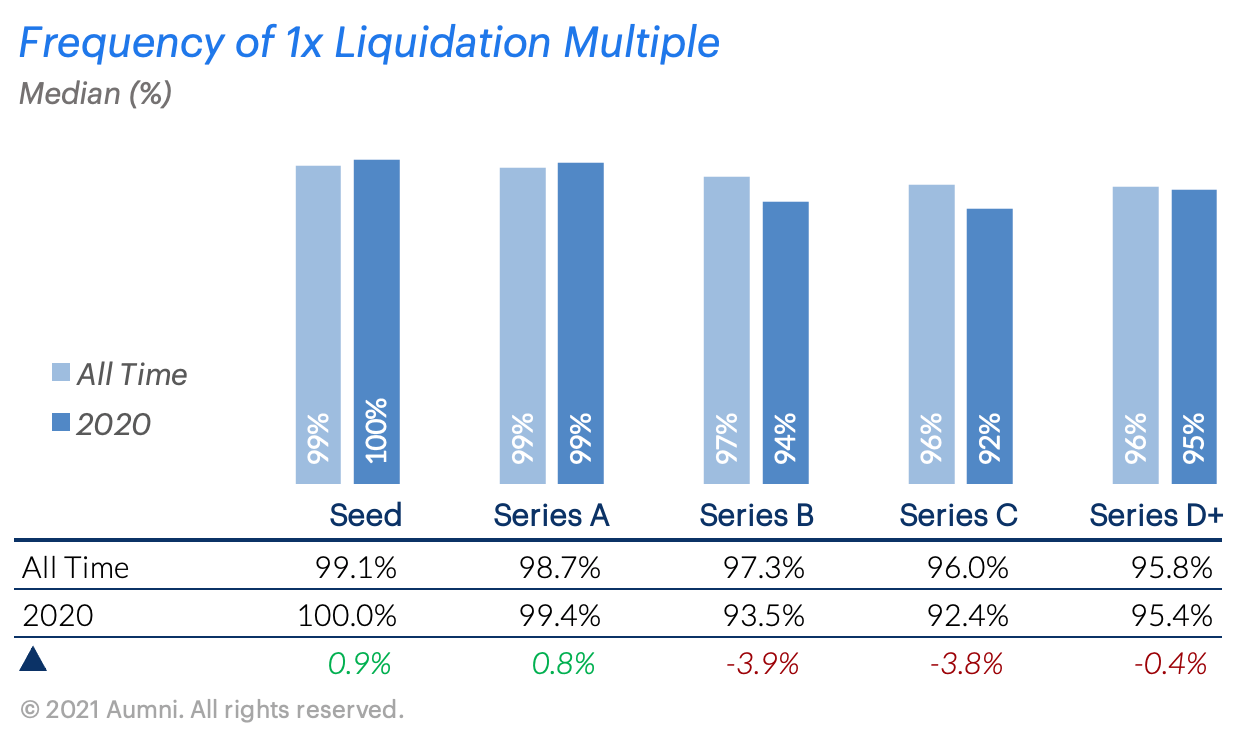 Frequency of 1x Liquidation Multiple
Median (%)
All Time
2020
99% 100% 99% 99% 97% 94% 96% 92% 96% 95%
Seed Series A Series B Series C Series D+
All Time 99.1% 98.7% 97.3% 96.0% 95.8%
2020 100.0% 99.4% 93.5% 92.4% 95.4%
0.9% 0.8% -3.9% -3.8% -0.4%
© 2021 Aumni. All rights reserved.